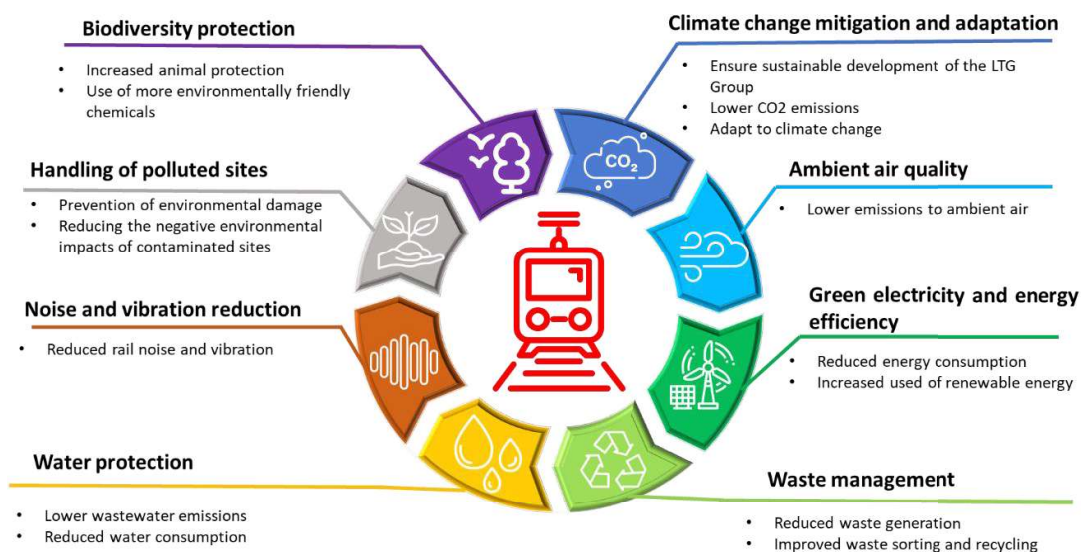 Biodiversity protection
• Increased animal protection
• Use of more environmentally friendly
chemicals
Climate change mitigation and adaptation
• Ensure sustainable development of the LTG
Group
• Lower CO2 emissions
• Adapt to climate change
CO₂
Handling of polluted sites
• Prevention of environmental damage
• Reducing the negative environmental
impacts of contaminated sites
Ambient air quality
• Lower emissions to ambient air
Noise and vibration reduction
• Reduced rail noise and vibration
Green electricity and energy
efficiency
• Reduced energy consumption
• Increased used of renewable energy
Water protection
• Lower wastewater emissions
• Reduced water consumption
Waste management
• Reduced waste generation
• Improved waste sorting and recycling